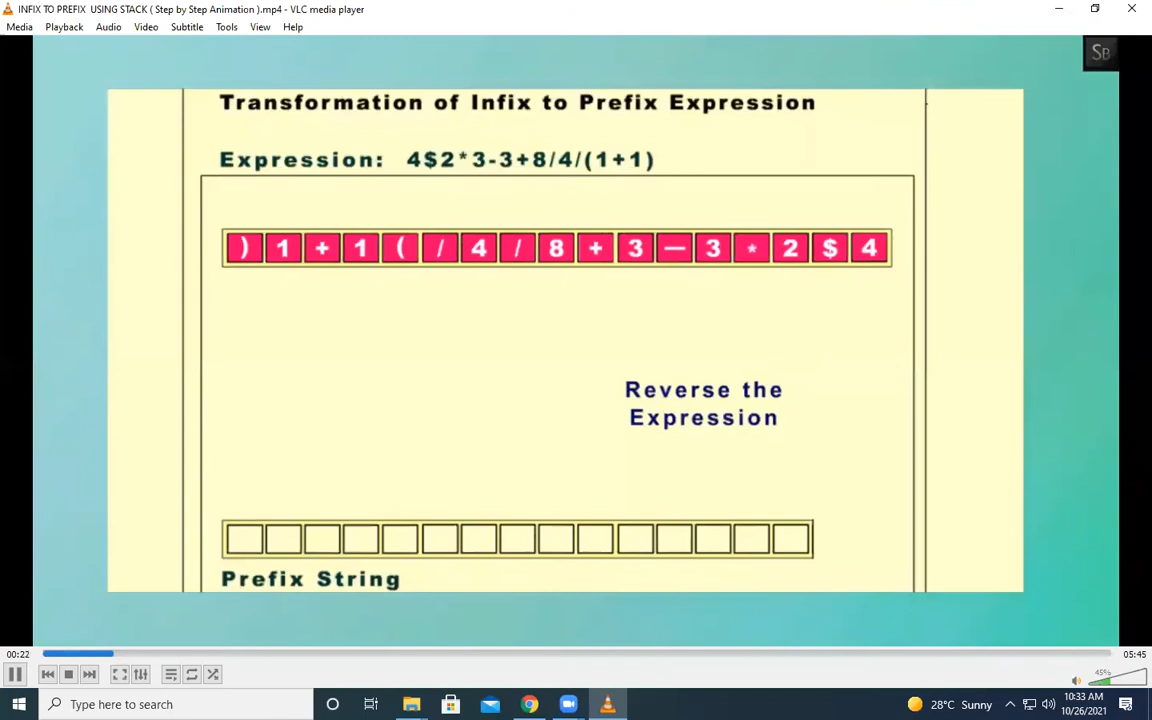 INFIX TO PREFIX USING STACK ( Step by Step Animation ).mp4 - VLC media player
Media Playback Audio Video Subtitle Tools View Help
SB
Transformation of Infix to Prefix Expression
Expression: 4$2*3-3+8/4/(1+1)
) 1 + 1 ( / 4 / 8 + 3 — 3 * 2 $ 4
Reverse the
Expression
Prefix String
00:22 05:45
45%
Type here to search
28°C Sunny
10:33 AM
10/26/2021